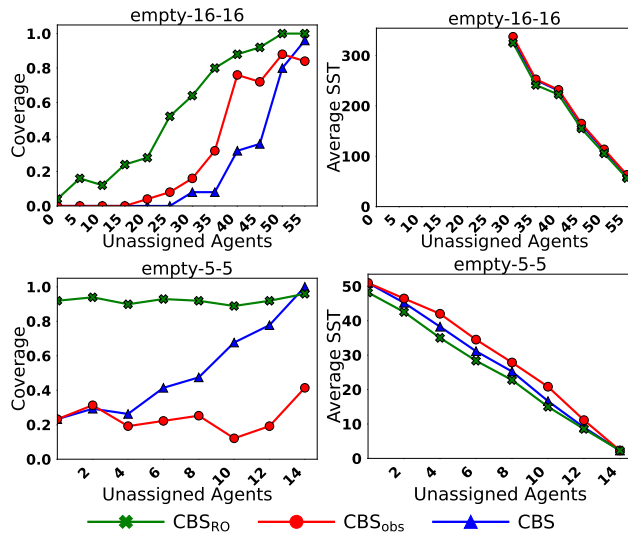 empty-16-16
1.0
0.8
0.6
0.4
0.2
0.0
Coverage
0 5 10 15 20 25 30 35 40 45 50 55
Unassigned Agents
empty-16-16
300
200
100
0
Average SST
0 5 10 15 20 25 30 35 40 45 50 55
Unassigned Agents
empty-5-5
1.0
0.8
0.6
0.4
0.2
0.0
Coverage
2 4 6 8 10 12 14
Unassigned Agents
empty-5-5
50
40
30
20
10
0
Average SST
2 4 6 8 10 12 14
Unassigned Agents
CBS_RO CBS_obs CBS